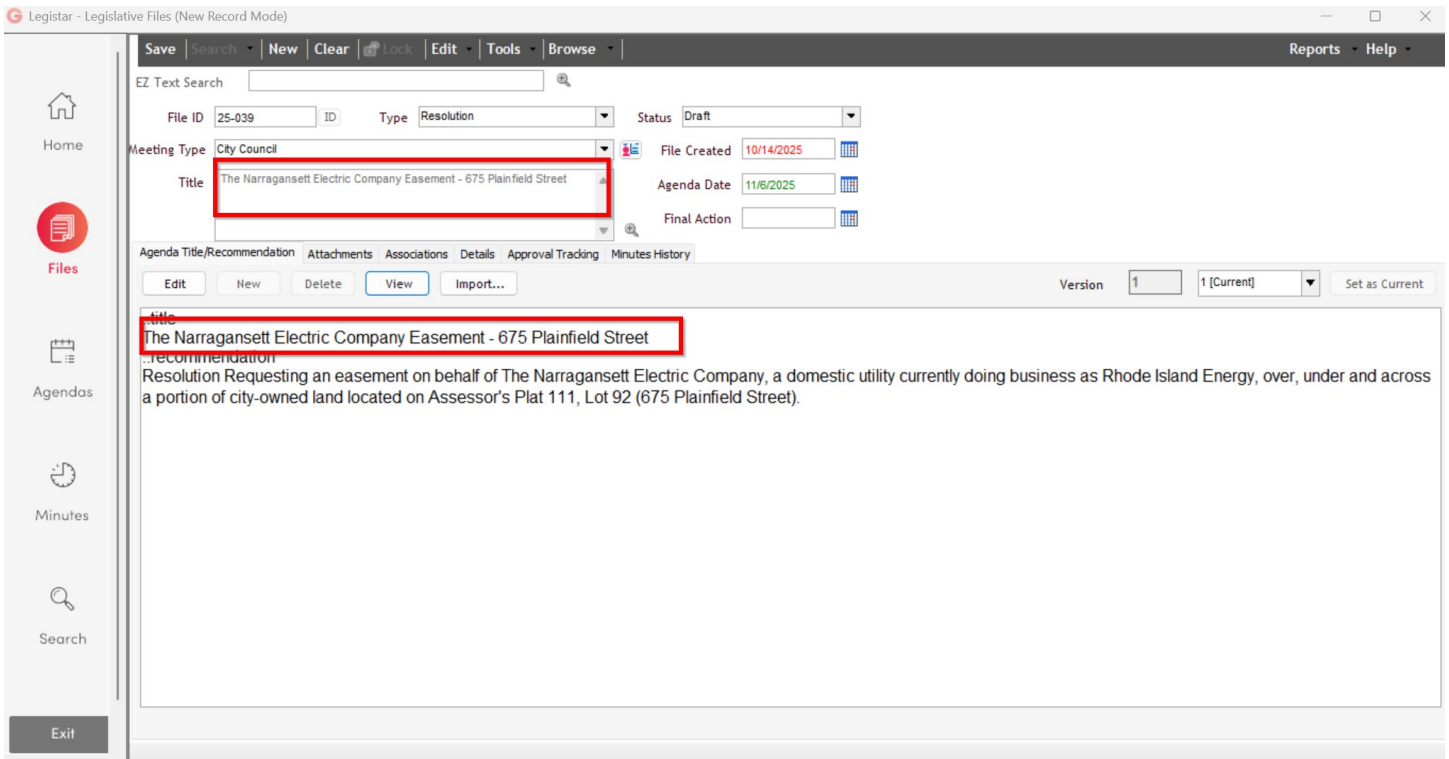 Legistar - Legislative Files (New Record Mode)
Save Search New Clear Lock Edit Tools Browse Reports Help
EZ Text Search
File ID 25-039 ID Type Resolution Status Draft
Meeting Type City Council File Created 10/14/2025
Title The Narragansett Electric Company Easement - 675 Plainfield Street Agenda Date 11/6/2025
Final Action
Agenda Title/Recommendation Attachments Associations Details Approval Tracking Minutes History
Edit New Delete View Import... Version 1 1 [Current] Set as Current
..title
The Narragansett Electric Company Easement - 675 Plainfield Street
..recommendation
Resolution Requesting an easement on behalf of The Narragansett Electric Company, a domestic utility currently doing business as Rhode Island Energy, over, under and across
a portion of city-owned land located on Assessor's Plat 111, Lot 92 (675 Plainfield Street).
Home
Files
Agendas
Minutes
Search
Exit